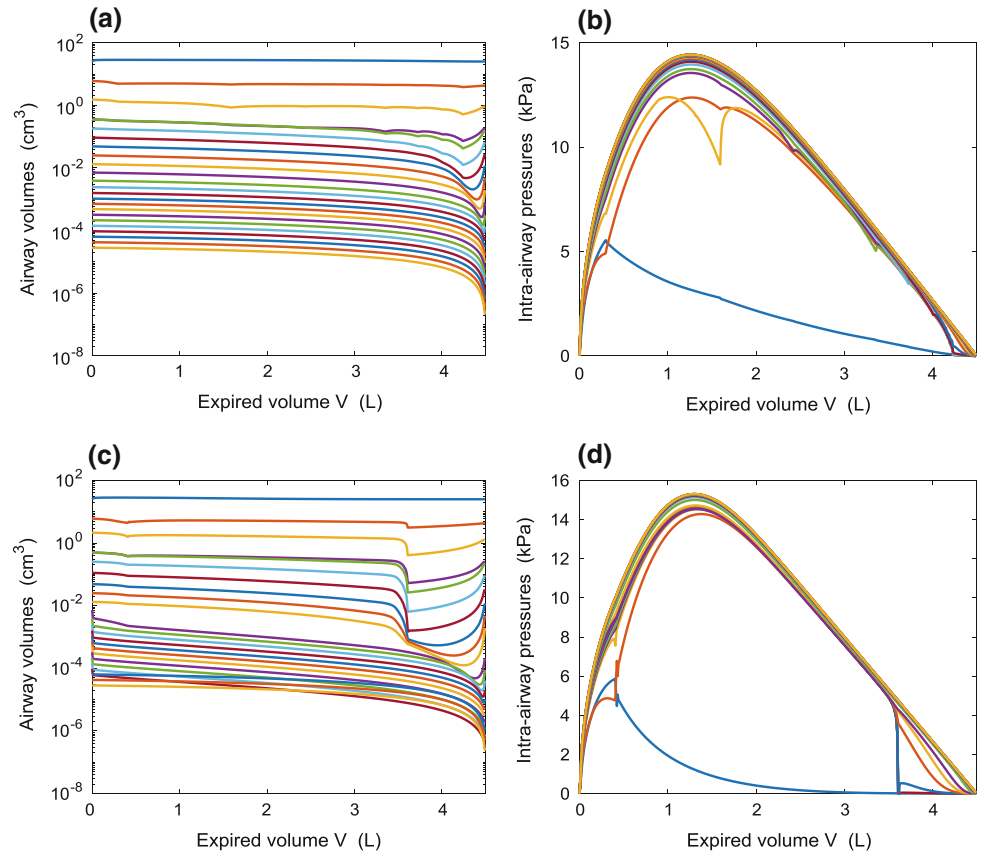 (a)
10^2
10^0
10^-2
10^-4
10^-6
10^-8
Airway volumes (cm^3)
0 1 2 3 4
Expired volume V (L)
(b)
15
10
5
0
Intra-airway pressures (kPa)
0 1 2 3 4
Expired volume V (L)
(c)
10^2
10^0
10^-2
10^-4
10^-6
10^-8
Airway volumes (cm^3)
0 1 2 3 4
Expired volume V (L)
(d)
16
14
12
10
8
6
4
2
0
Intra-airway pressures (kPa)
0 1 2 3 4
Expired volume V (L)